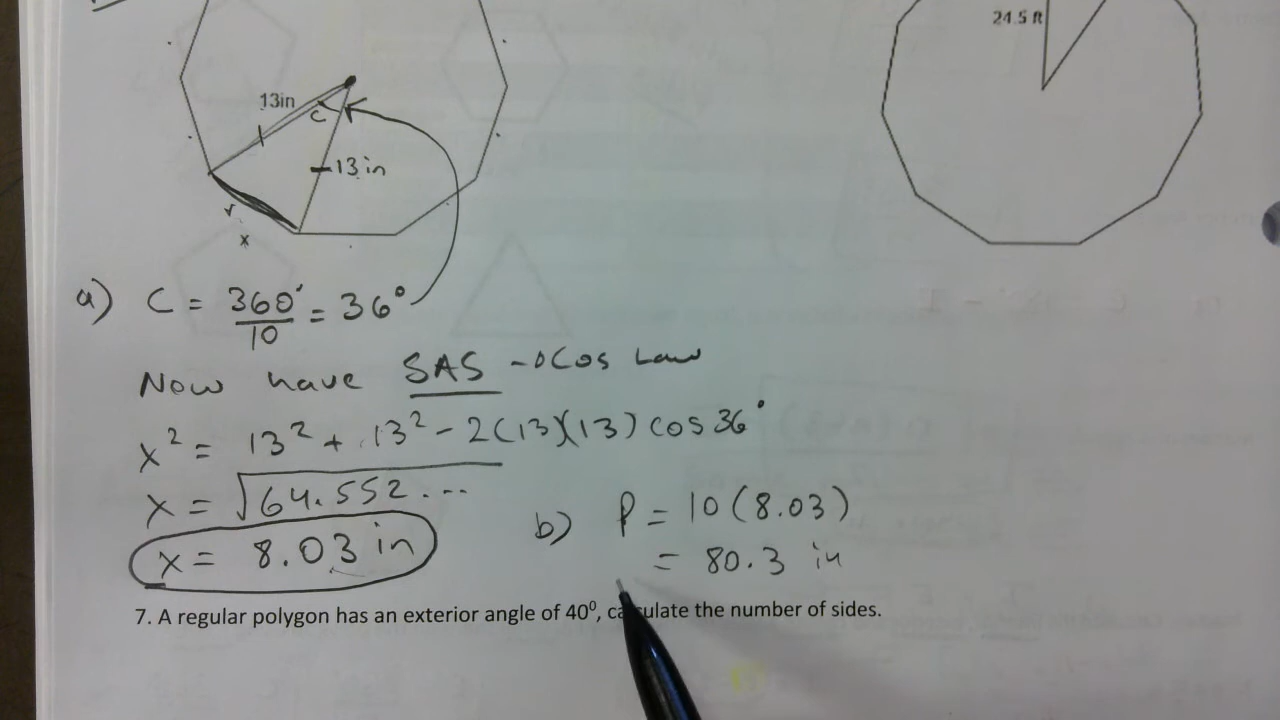 24.5 ft
13in
C
13 in
x
a) C = 360° / 10 = 36°
Now have SAS → Cos Law
x² = 13² + 13² - 2(13)(13) cos 36°
x = √64.552...
x = 8.03 in
b) P = 10(8.03)
= 80.3 in
7. A regular polygon has an exterior angle of 40⁰, calculate the number of sides.